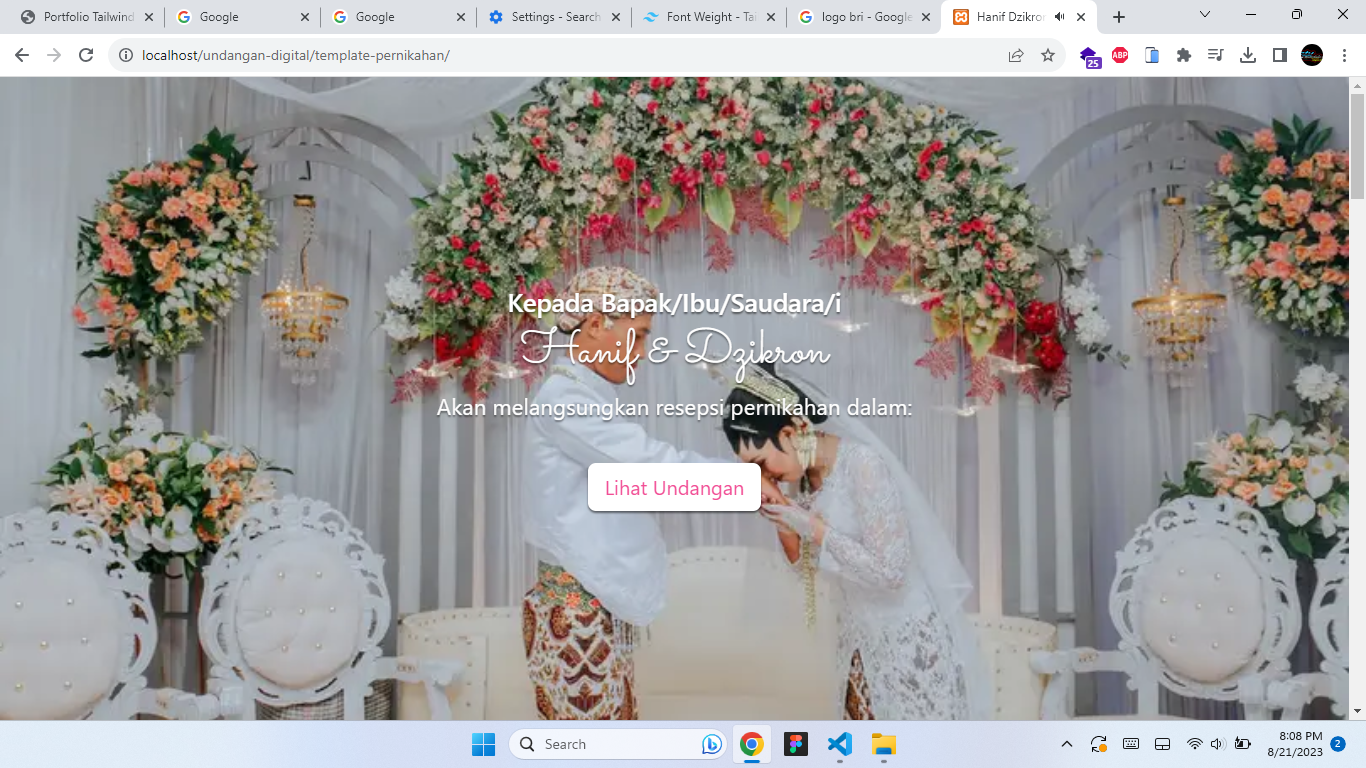 Portfolio Tailwind
Google
Google
Settings - Search
Font Weight - Tai
logo bri - Google
Hanif Dzikron
localhost/undangan-digital/template-pernikahan/
25
ABP
Kepada Bapak/Ibu/Saudara/i
Hanif & Dzikron
Akan melangsungkan resepsi pernikahan dalam:
Lihat Undangan
Search
8:08 PM
8/21/2023
2